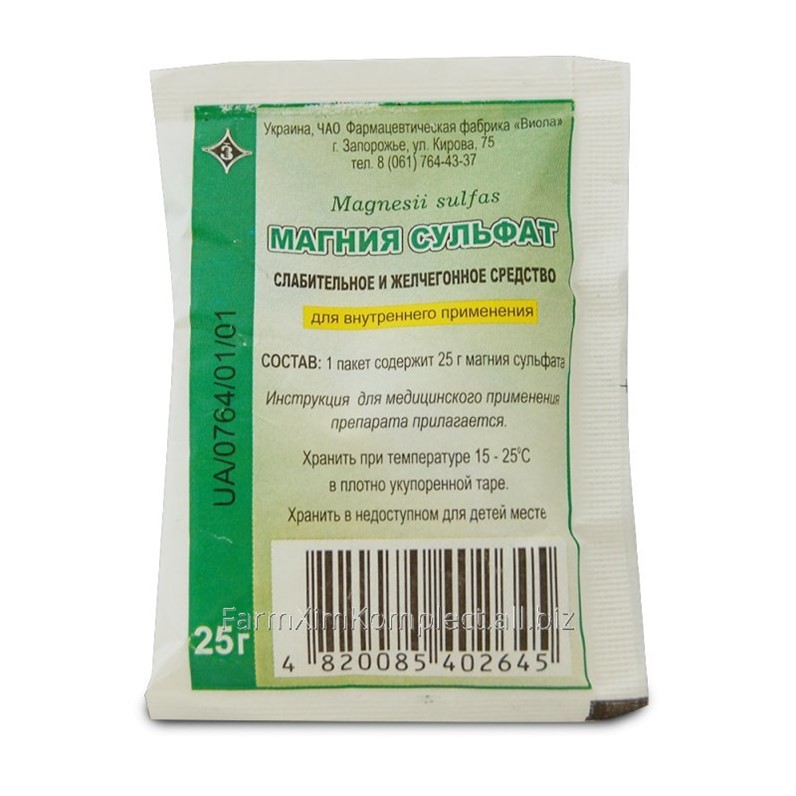 Украина, ЧАО Фармацевтическая фабрика «Виола»
г. Запорожье, ул. Кирова, 75
тел. 8 (061) 764-43-37
З
Magnesii sulfas
МАГНИЯ СУЛЬФАТ
СЛАБИТЕЛЬНОЕ И ЖЕЛЧЕГОННОЕ СРЕДСТВО
для внутреннего применения
СОСТАВ: 1 пакет содержит 25 г магния сульфата
Инструкция для медицинского применения
препарата прилагается.
Хранить при температуре 15 - 25°С
в плотно укупоренной таре.
Хранить в недоступном для детей месте
UA/0764/01/01
25г
FarmXimKomplect.all.biz
4 820085 402645